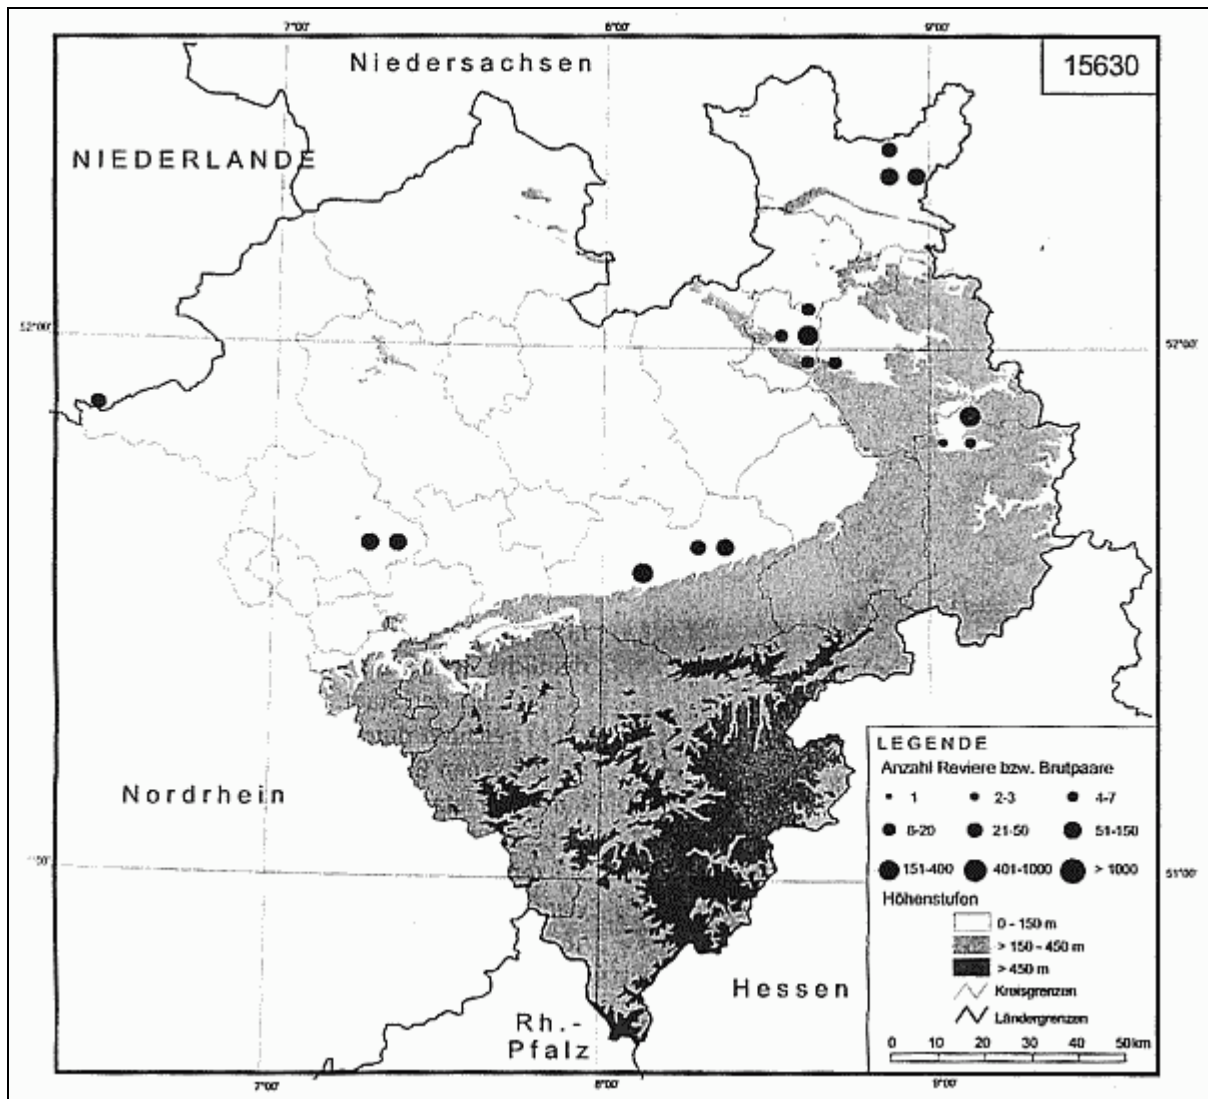 7°00'
8°00'
9°00'
Niedersachsen
15630
NIEDERLANDE
52°00'
52°00'
Nordrhein
51°00'
Hessen
Rh.-
Pfalz
LEGENDE
Anzahl Reviere bzw. Brutpaare
1
2-3
4-7
8-20
21-50
51-150
151-400
401-1000
> 1000
Höhenstufen
0 - 150 m
> 150 - 450 m
> 450 m
Kreisgrenzen
Ländergrenzen
0 10 20 30 40 50 km
7°00'
8°00'
9°00'